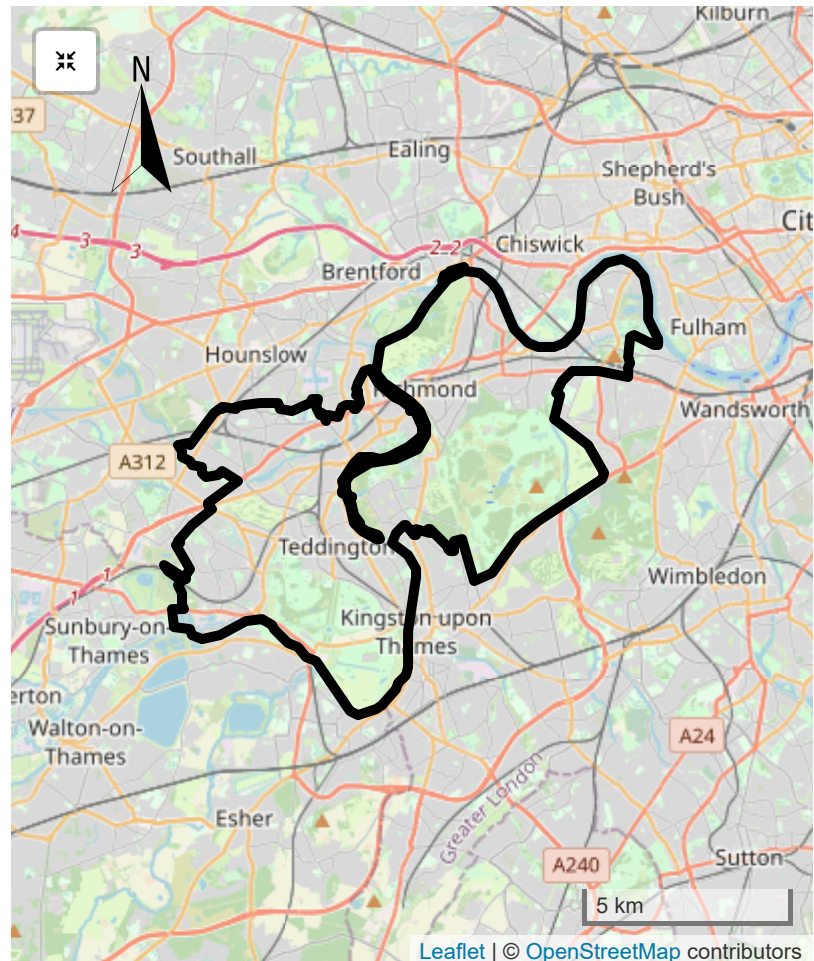 Kilburn
N
37
Southall
Ealing
Shepherd's
Bush
Cit
4
3
3
2
2
Chiswick
Brentford
Fulham
Hounslow
Richmond
Wandsworth
A312
Teddington
1
1
Wimbledon
Kingston upon
Thames
Sunbury-on-
Thames
erton
Walton-on-
Thames
A24
Greater London
Esher
A240
Sutton
5 km
Leaflet | © OpenStreetMap contributors